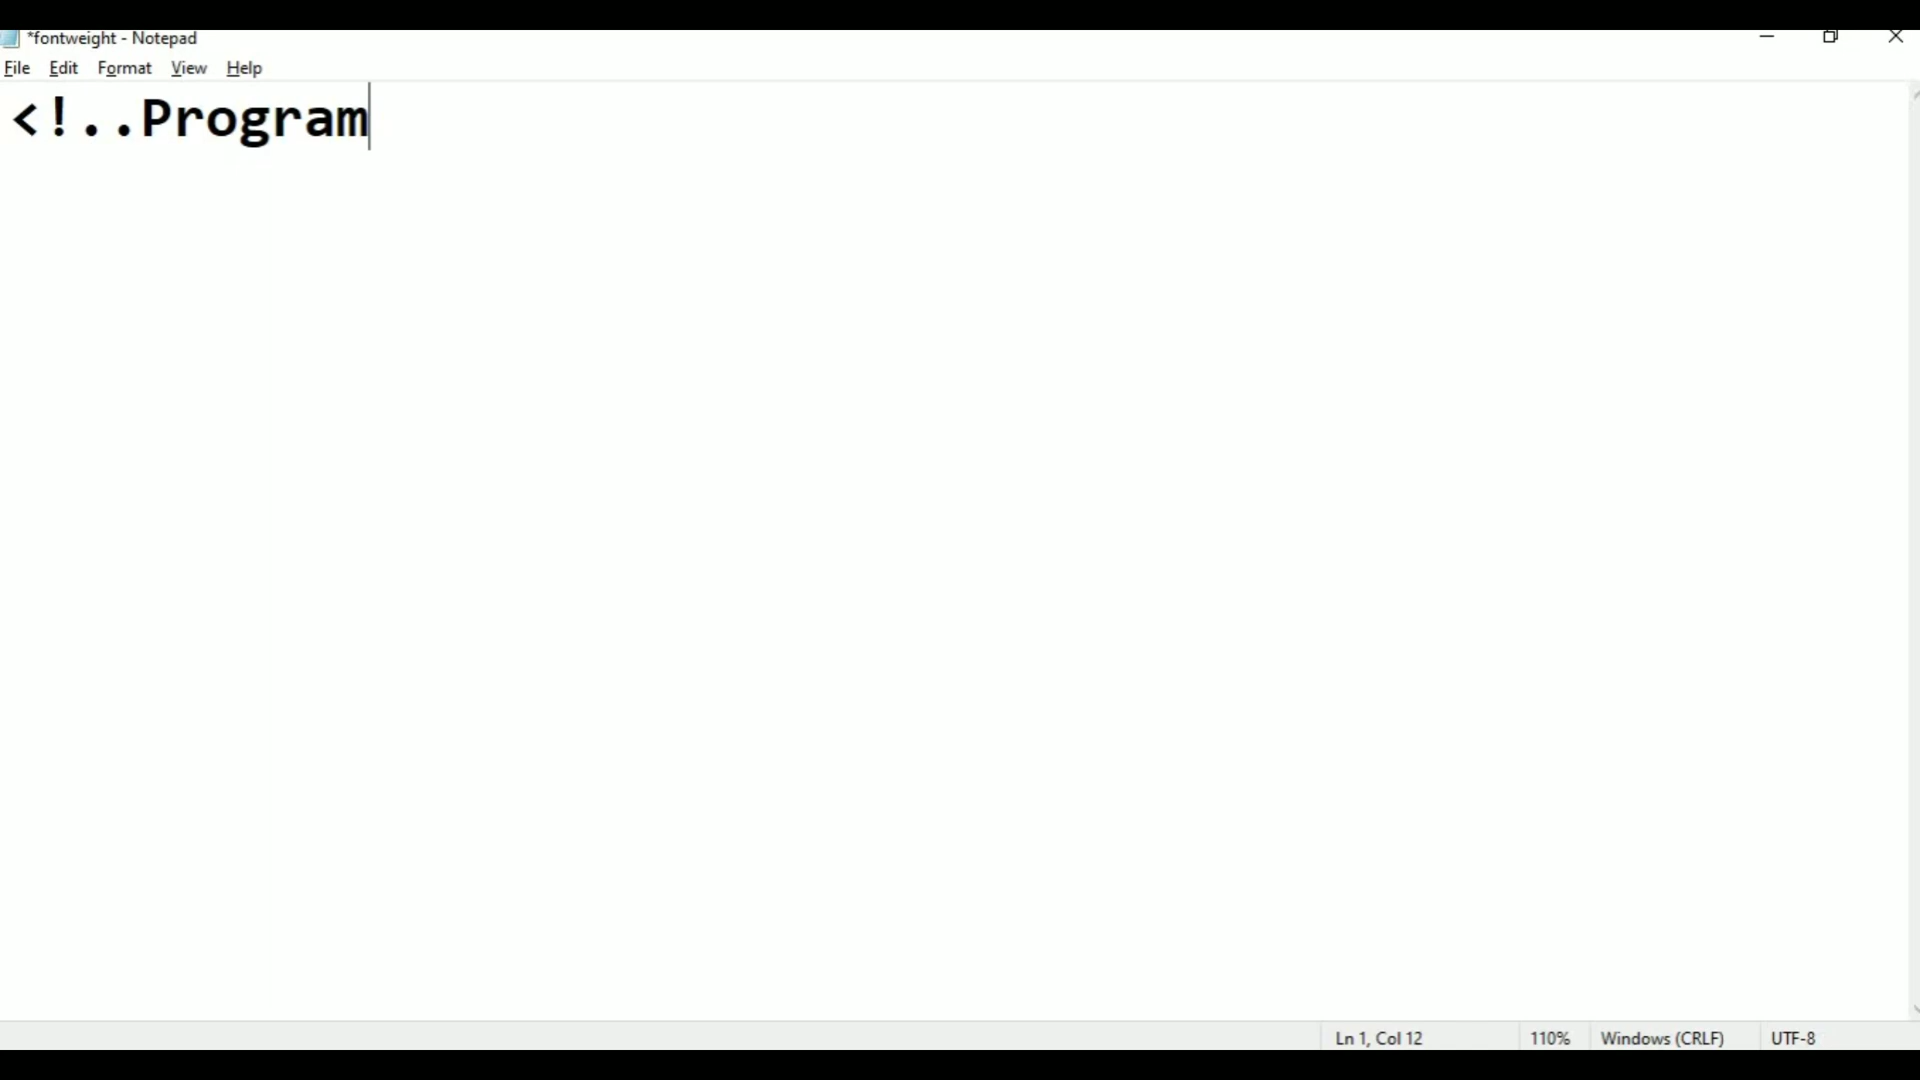 *fontweight - Notepad
File Edit Format View Help
<!..Program
Ln 1, Col 12 110% Windows (CRLF) UTF-8